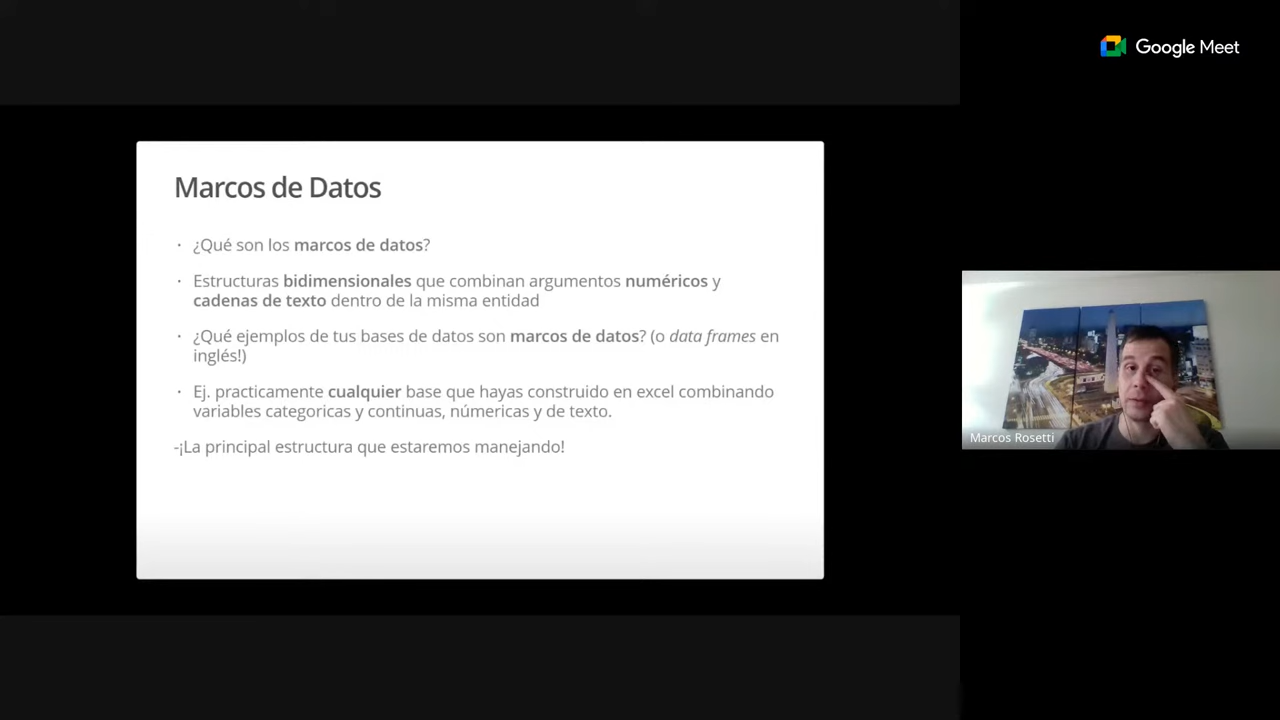 Google Meet
Marcos de Datos
· ¿Qué son los marcos de datos?
· Estructuras bidimensionales que combinan argumentos numéricos y
cadenas de texto dentro de la misma entidad
· ¿Qué ejemplos de tus bases de datos son marcos de datos? (o data frames en
inglés!)
· Ej. practicamente cualquier base que hayas construido en excel combinando
variables categoricas y continuas, númericas y de texto.
-¡La principal estructura que estaremos manejando!
Marcos Rosetti